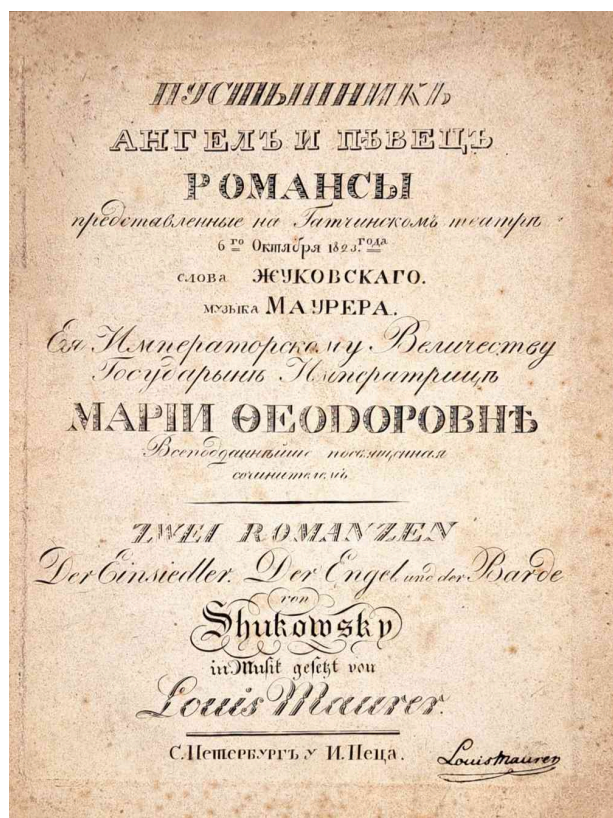 ПУСТЫННИКЪ
АНГЕЛЪ И ПѢВЕЦЪ
РОМАНСЫ
представленные на Гатчинскомъ театрѣ
6го Октября 1823. года
СЛОВА ЖУКОВСКАГО.
МУЗЫКА МАУРЕРА.
Ея Императорскому Величеству
Государынѣ Императрицѣ
МАРІИ ѲЕОДОРОВНѢ
Всеподданнѣйше посвященная
сочинителемъ
ZWEI ROMANZEN
Der Einsiedler. Der Engel und der Barde
von
Shukowsky
in Musik gesetzt von
Louis Maurer.
С. Петербургъ у И. Пеца.
Louis Maurer